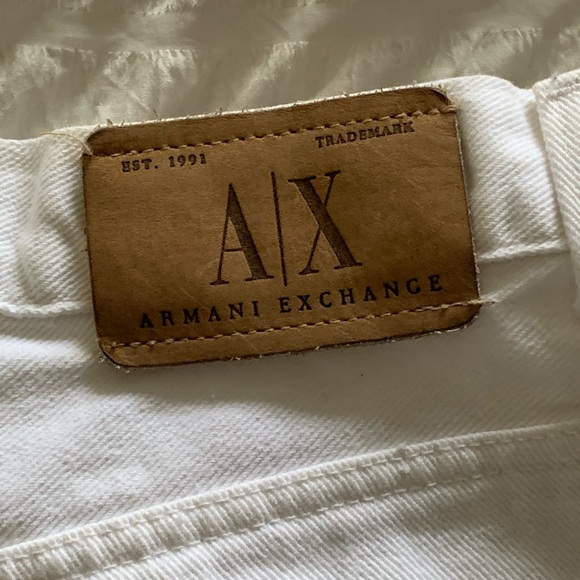 EST. 1991 TRADEMARK
A|X
ARMANI EXCHANGE